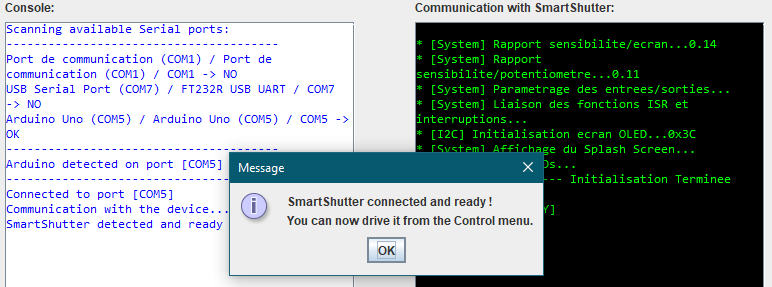 Console:
Scanning available Serial ports:
-------------------------------------
Port de communication (COM1) / Port de
communication (COM1) / COM1 -> NO
USB Serial Port (COM7) / FT232R USB UART / COM7
-> NO
Arduino Uno (COM5) / Arduino Uno (COM5) / COM5 ->
OK
-------------------------------------
Arduino detected on port [COM5]
-------------------------------------
Connected to port [COM5]
Communication with the device...
SmartShutter detected and ready
Communication with SmartShutter:
* [System] Rapport sensibilite/ecran...0.14
* [System] Rapport
sensibilite/potentiometre...0.11
* [System] Parametrage des entrees/sorties...
* [System] Liaison des fonctions ISR et
interruptions...
* [I2C] Initialisation ecran OLED...0x3C
* [System] Affichage du Splash Screen...
Ds...
--- Initialisation Terminee
Y]
Message
SmartShutter connected and ready !
You can now drive it from the Control menu.
OK